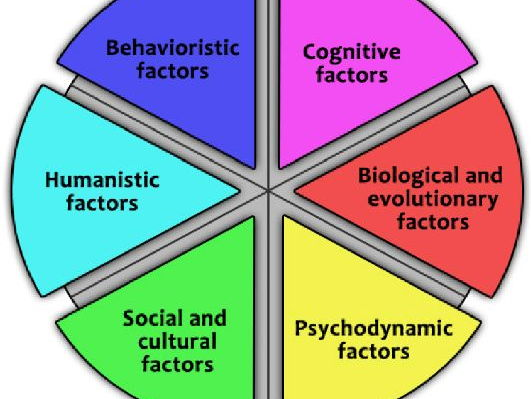 Behavioristic
factors
Cognitive
factors
Humanistic
factors
Biological and
evolutionary
factors
Social and
cultural
factors
Psychodynamic
factors